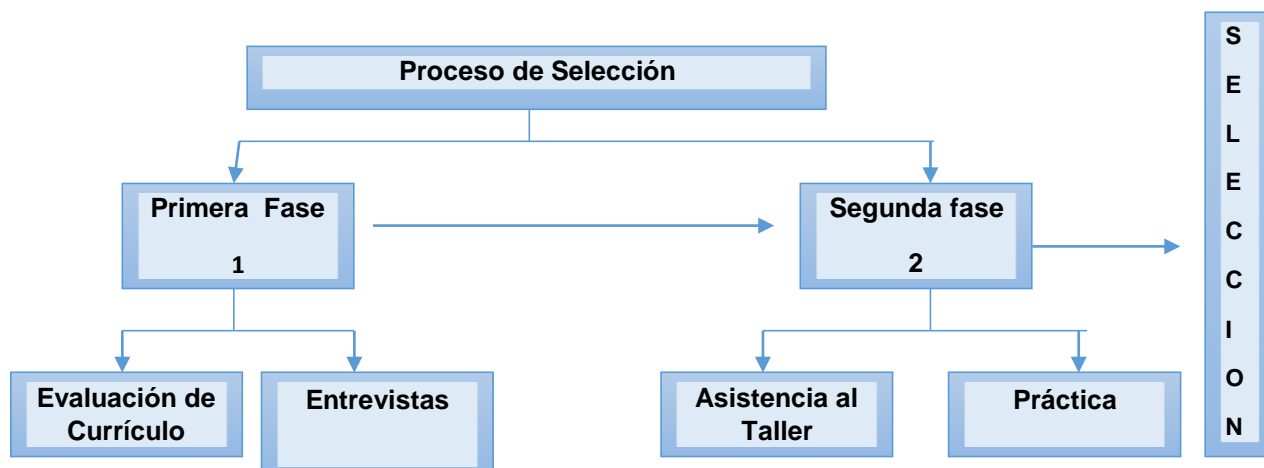 Proceso de Selección
Primera Fase
1
Segunda fase
2
Evaluación de
Currículo
Entrevistas
Asistencia al
Taller
Práctica
S
E
L
E
C
C
I
O
N